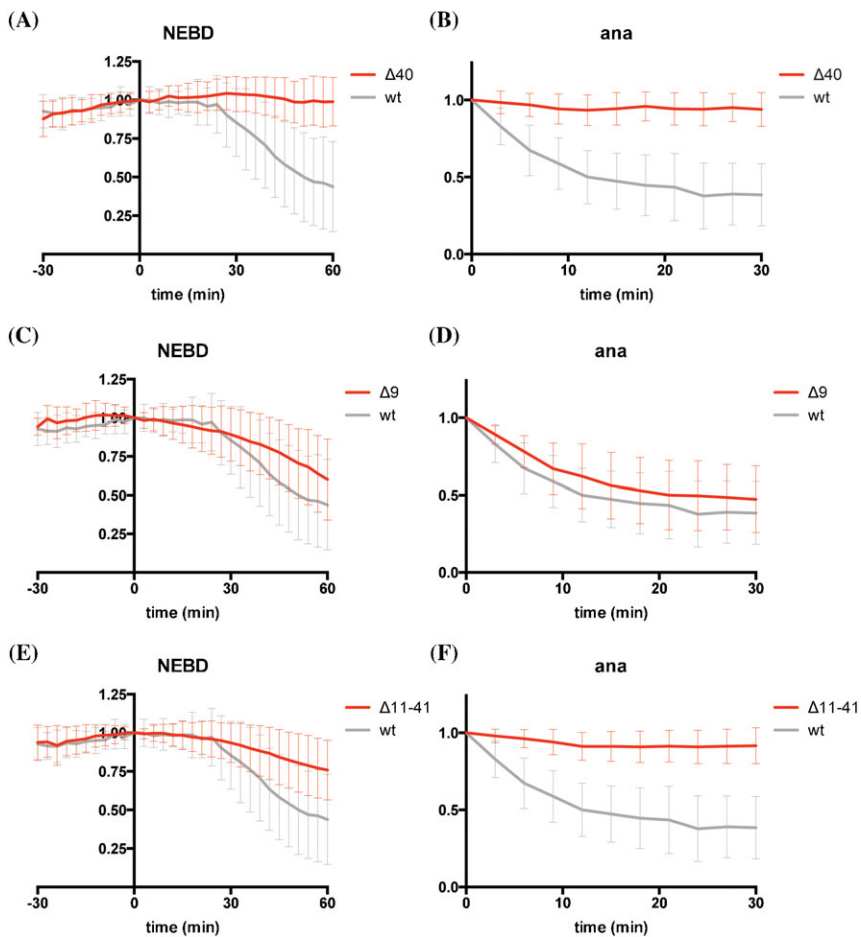 (A)
NEBD
Δ40
wt
1.25
1.00
0.75
0.50
0.25
-30 0 30 60
time (min)
(B)
ana
Δ40
wt
1.0
0.5
0.0
0 10 20 30
time (min)
(C)
NEBD
Δ9
wt
1.25
1.00
0.75
0.50
0.25
-30 0 30 60
time (min)
(D)
ana
Δ9
wt
1.0
0.5
0.0
0 10 20 30
time (min)
(E)
NEBD
Δ11-41
wt
1.25
1.00
0.75
0.50
0.25
-30 0 30 60
time (min)
(F)
ana
Δ11-41
wt
1.0
0.5
0.0
0 10 20 30
time (min)